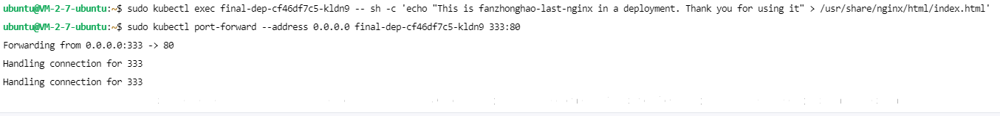 ubuntu@VM-2-7-ubuntu:~$ sudo kubectl exec final-dep-cf46df7c5-kldn9 -- sh -c 'echo "This is fanzhonghao-last-nginx in a deployment. Thank you for using it" > /usr/share/nginx/html/index.html'
ubuntu@VM-2-7-ubuntu:~$ sudo kubectl port-forward --address 0.0.0.0 final-dep-cf46df7c5-kldn9 333:80
Forwarding from 0.0.0.0:333 -> 80
Handling connection for 333
Handling connection for 333